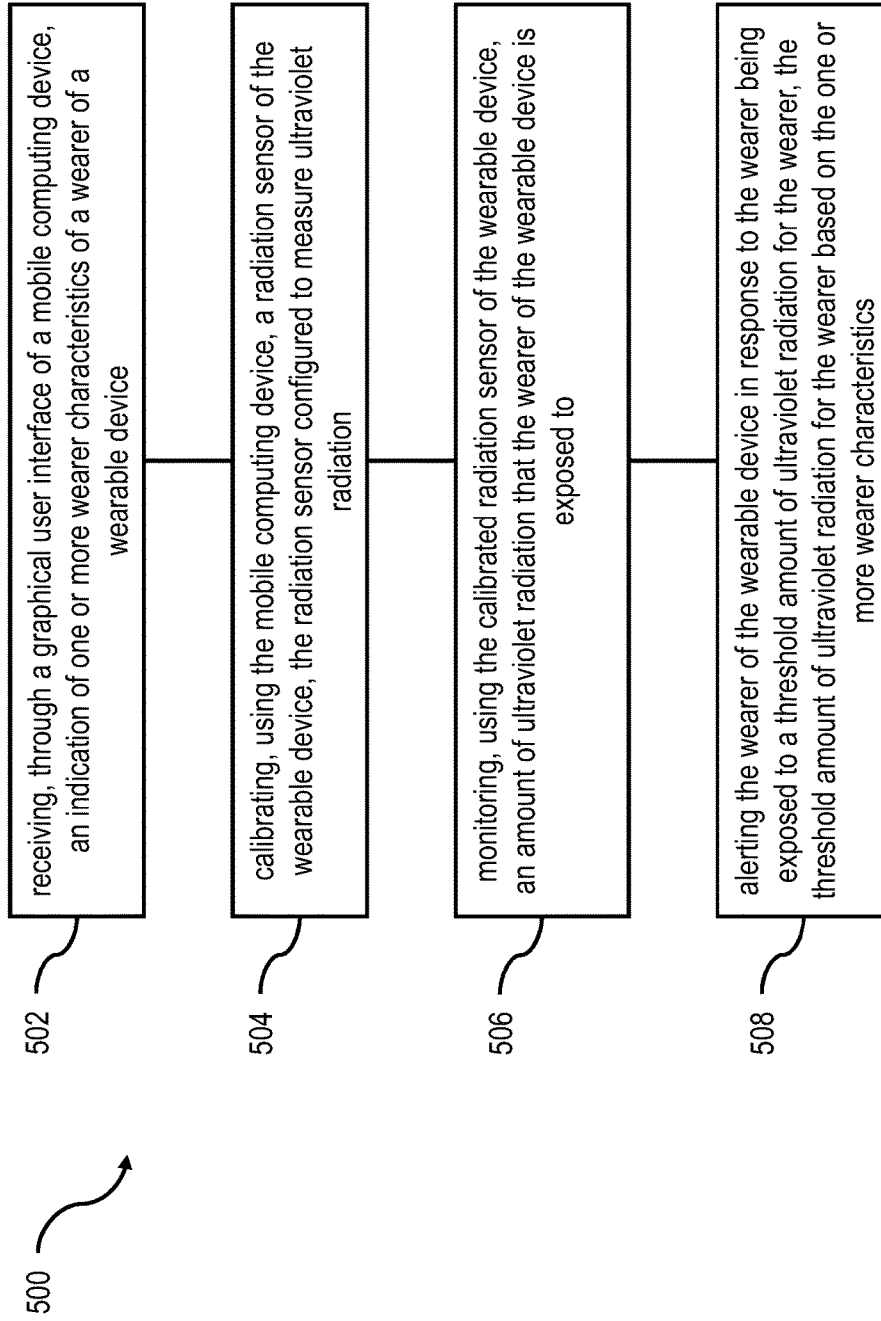 500
502
receiving, through a graphical user interface of a mobile computing device,
an indication of one or more wearer characteristics of a wearer of a
wearable device
504
calibrating, using the mobile computing device, a radiation sensor of the
wearable device, the radiation sensor configured to measure ultraviolet
radiation
506
monitoring, using the calibrated radiation sensor of the wearable device,
an amount of ultraviolet radiation that the wearer of the wearable device is
exposed to
508
alerting the wearer of the wearable device in response to the wearer being
exposed to a threshold amount of ultraviolet radiation for the wearer, the
threshold amount of ultraviolet radiation for the wearer based on the one or
more wearer characteristics